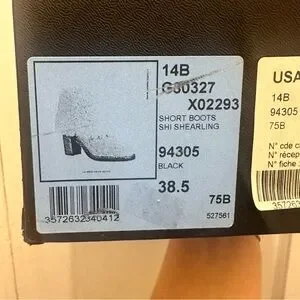 14B
G30327
X02293
SHORT BOOTS
SHI SHEARLING
94305
BLACK
38.5
75B
527561
3572632340412
USA
14B
94305
75B
N° cde c
N° récep
N° fiche :